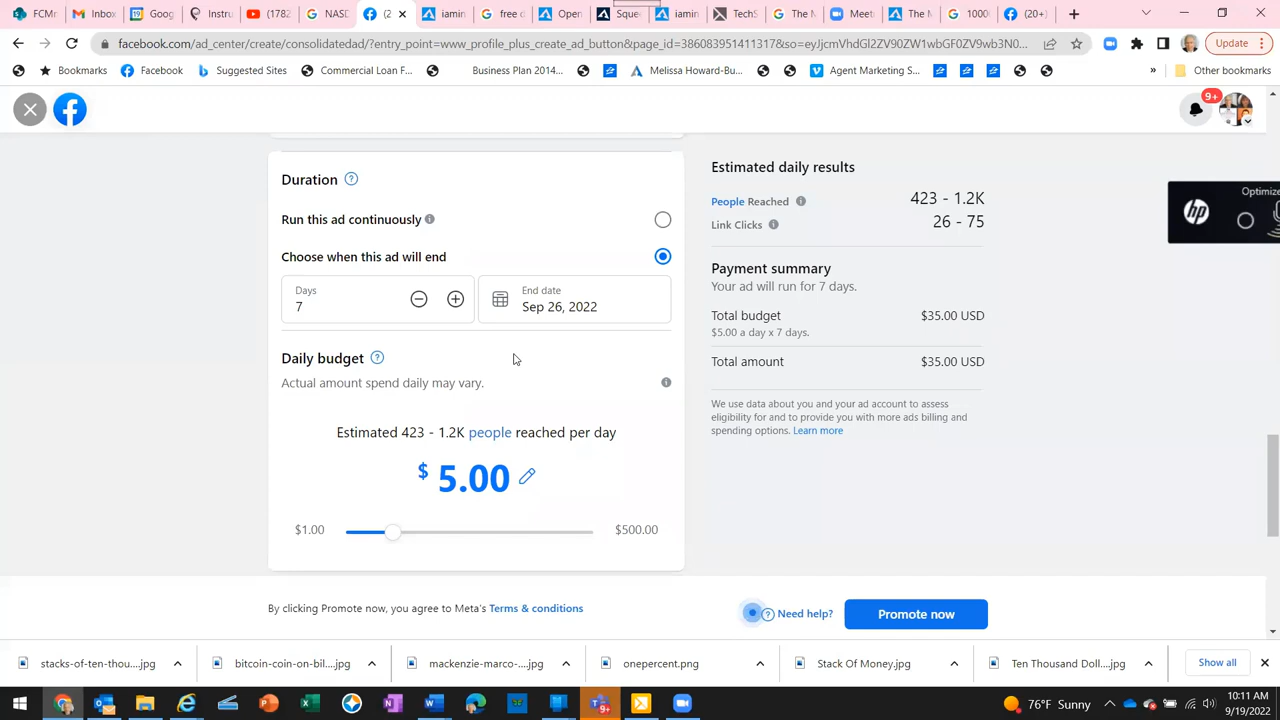 FCMr
Inbox
Goog
Instru
(1782
NASD
(2
iamin
free o
Open
Sque
iamin
TechS
The M
Meet
The M
1000
(20+)
facebook.com/ad_center/create/consolidatedad/?entry_point=www_profile_plus_create_ad_button&page_id=386083951411317&so=eyJjcmVhdGl2ZV90ZW1wbGF0ZV9wb3N0...
Update
Bookmarks
Facebook
Suggested Sites
Commercial Loan F...
Business Plan 2014...
Melissa Howard-Bu...
Agent Marketing S...
»
Other bookmarks
9+
Duration
Run this ad continuously
Choose when this ad will end
Days
7
End date
Sep 26, 2022
Daily budget
Actual amount spend daily may vary.
Estimated 423 - 1.2K people reached per day
$ 5.00
$1.00
$500.00
Estimated daily results
People Reached 423 - 1.2K
Link Clicks 26 - 75
Payment summary
Your ad will run for 7 days.
Total budget $35.00 USD
$5.00 a day x 7 days.
Total amount $35.00 USD
We use data about you and your ad account to assess
eligibility for and to provide you with more ads billing and
spending options. Learn more
hp
Optimize
By clicking Promote now, you agree to Meta's Terms & conditions
Need help?
Promote now
stacks-of-ten-thou....jpg
bitcoin-coin-on-bil....jpg
mackenzie-marco-....jpg
onepercent.png
Stack Of Money.jpg
Ten Thousand Doll....jpg
Show all
9+
76°F Sunny
10:11 AM
9/19/2022